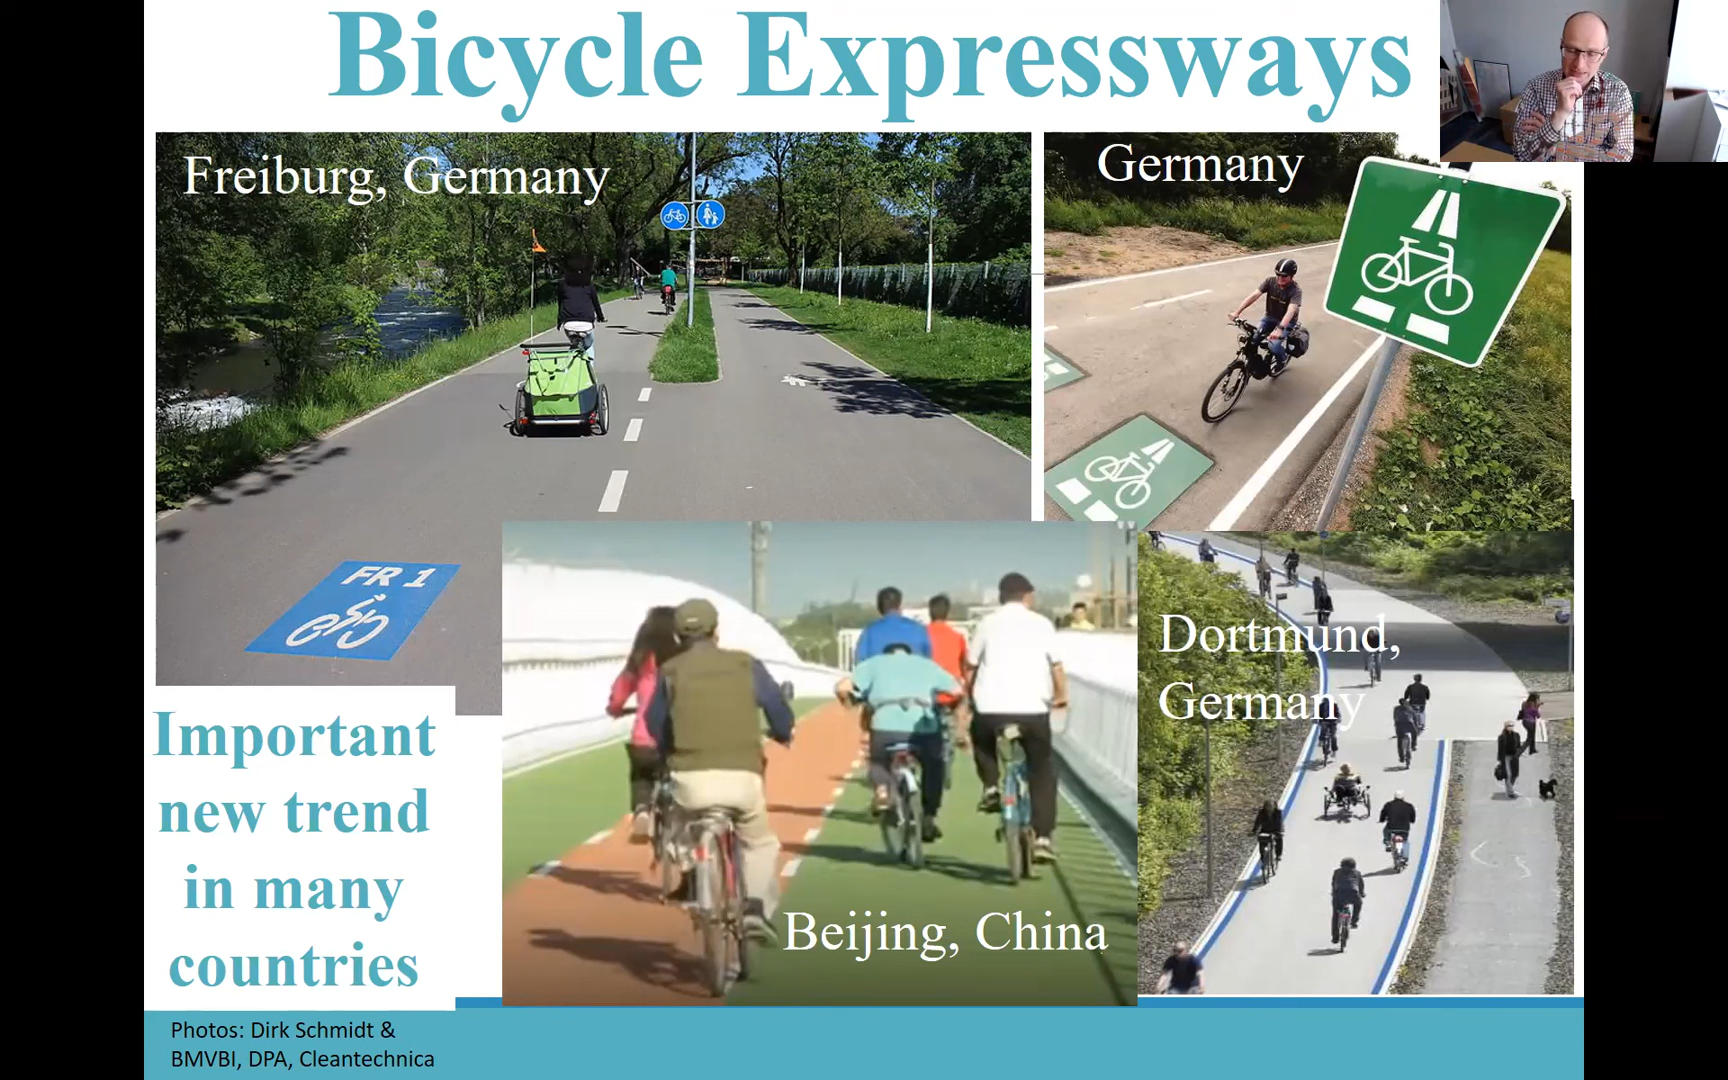 Bicycle Expressways
Freiburg, Germany
Germany
FR 1
Dortmund,
Germany
Beijing, China
Important
new trend
in many
countries
Photos: Dirk Schmidt &
BMVBI, DPA, Cleantechnica